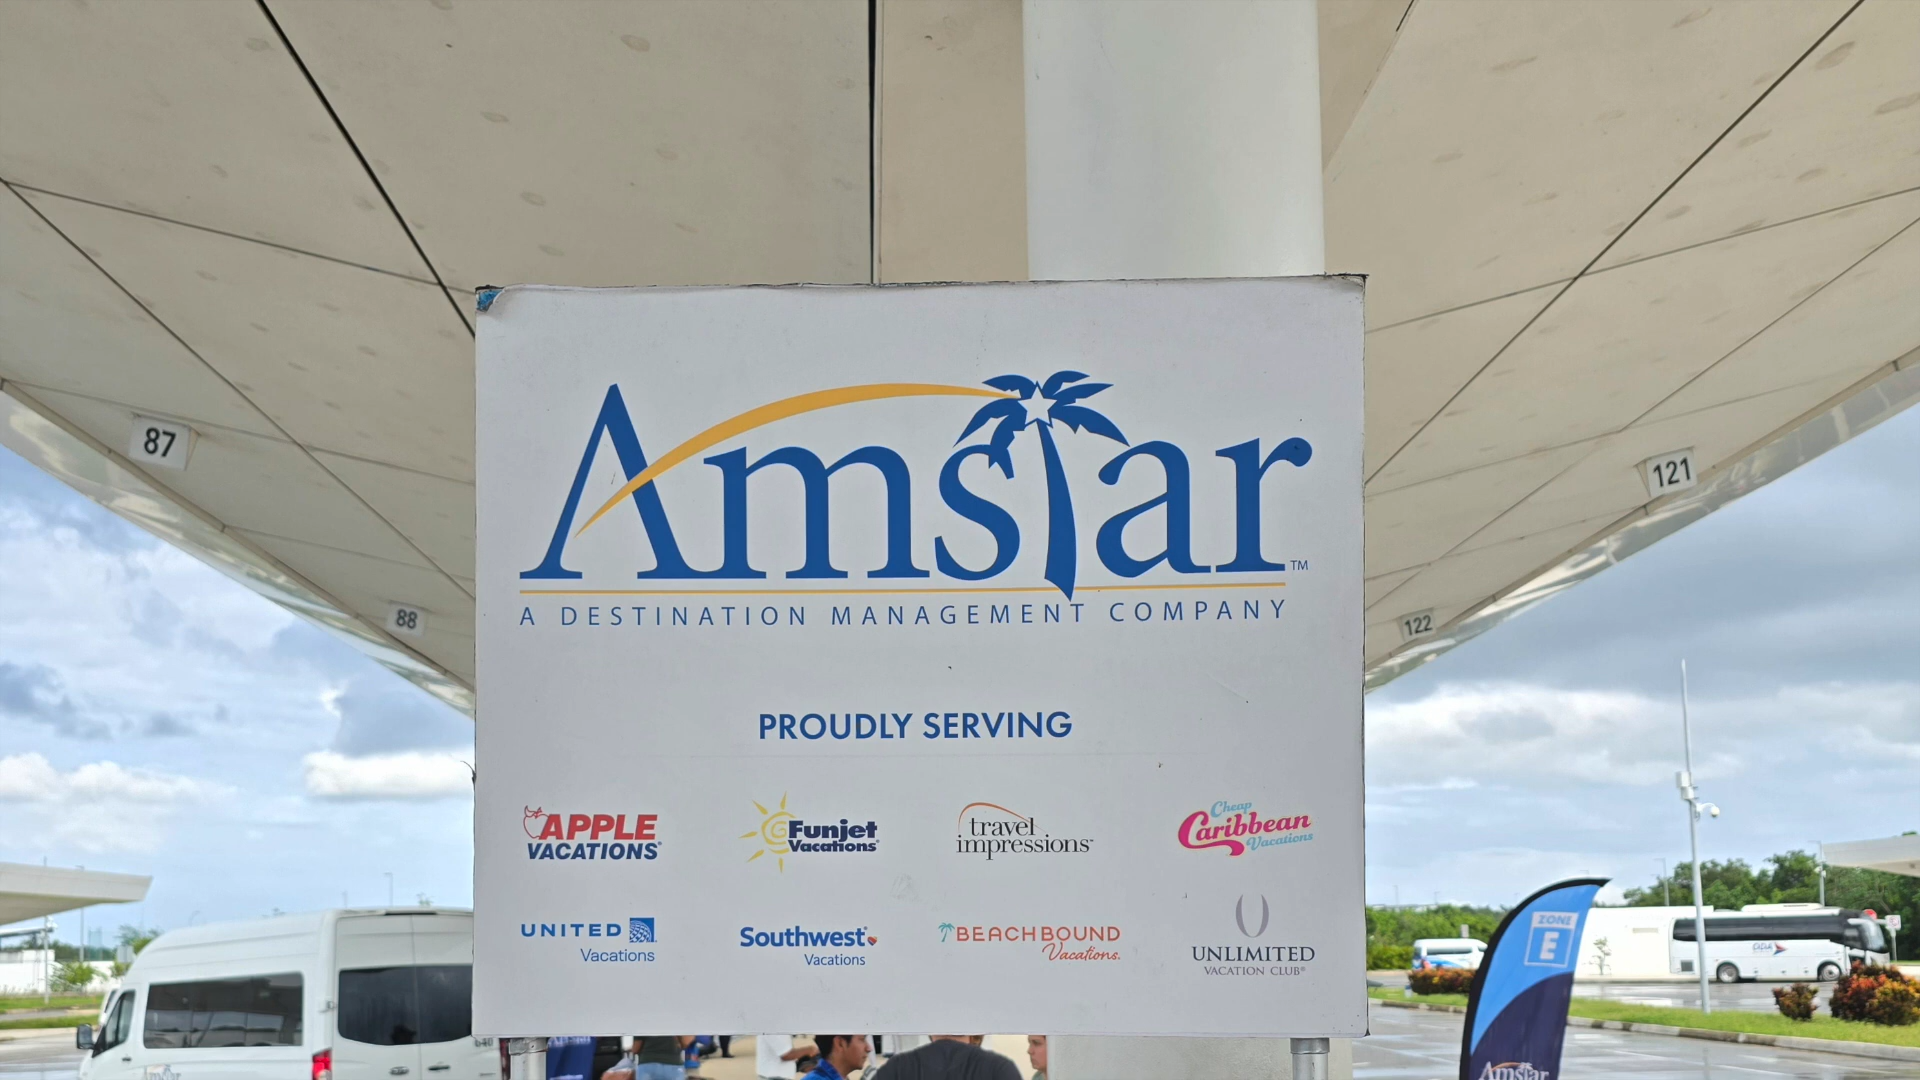 87
88
121
122
Amstar™
A DESTINATION MANAGEMENT COMPANY
PROUDLY SERVING
APPLE
VACATIONS®
Funjet
Vacations®
travel
impressions
Cheap
Caribbean
Vacations
UNITED
Vacations
Southwest®
Vacations
BEACHBOUND
Vacations.
UNLIMITED
VACATION CLUB®
ZONE
E
Amstar
Amstar